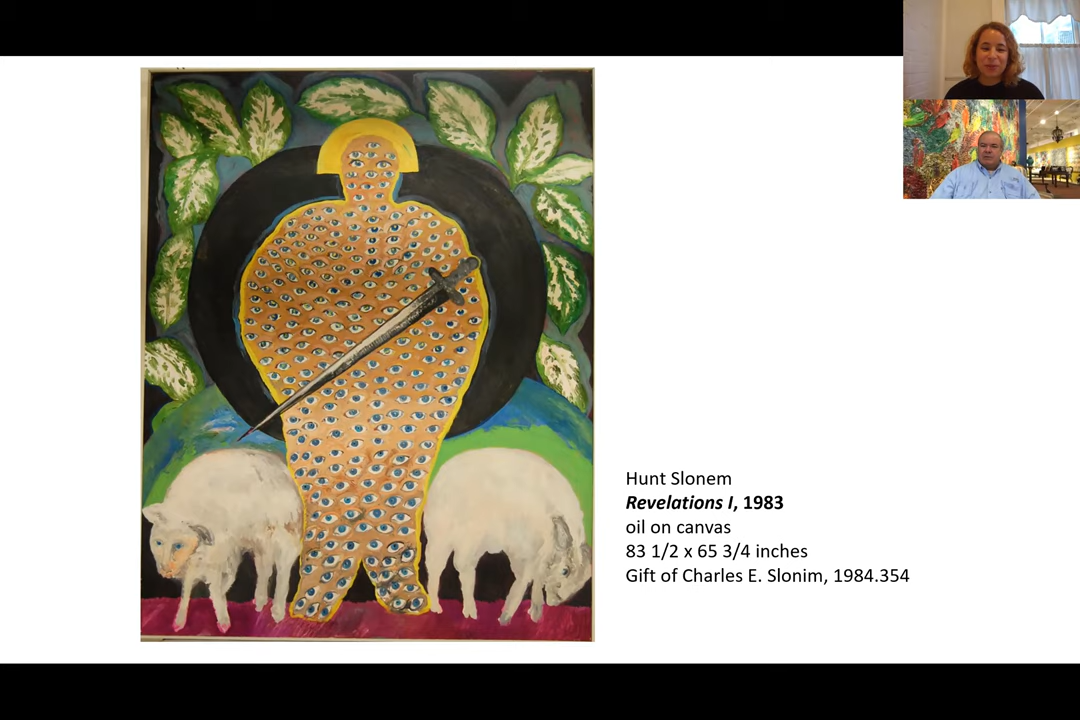 Hunt Slonem
Revelations I, 1983
oil on canvas
83 1/2 x 65 3/4 inches
Gift of Charles E. Slonim, 1984.354